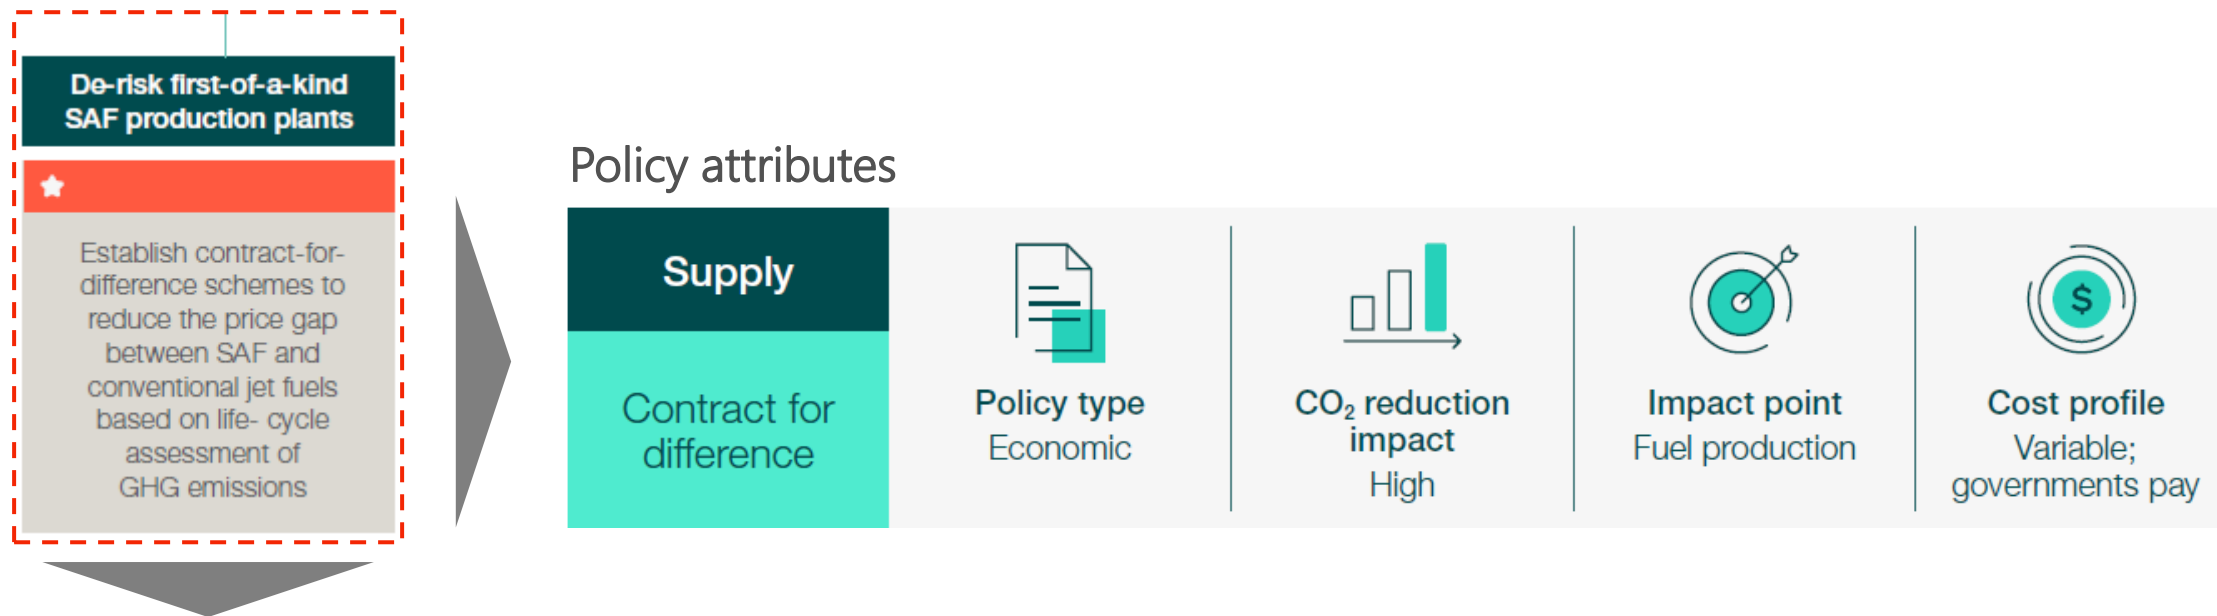 De-risk first-of-a-kind
SAF production plants
Establish contract-for-
difference schemes to
reduce the price gap
between SAF and
conventional jet fuels
based on life- cycle
assessment of
GHG emissions
Policy attributes
Supply
Contract for
difference
Policy type
Economic
CO₂ reduction
impact
High
Impact point
Fuel production
$
Cost profile
Variable;
governments pay